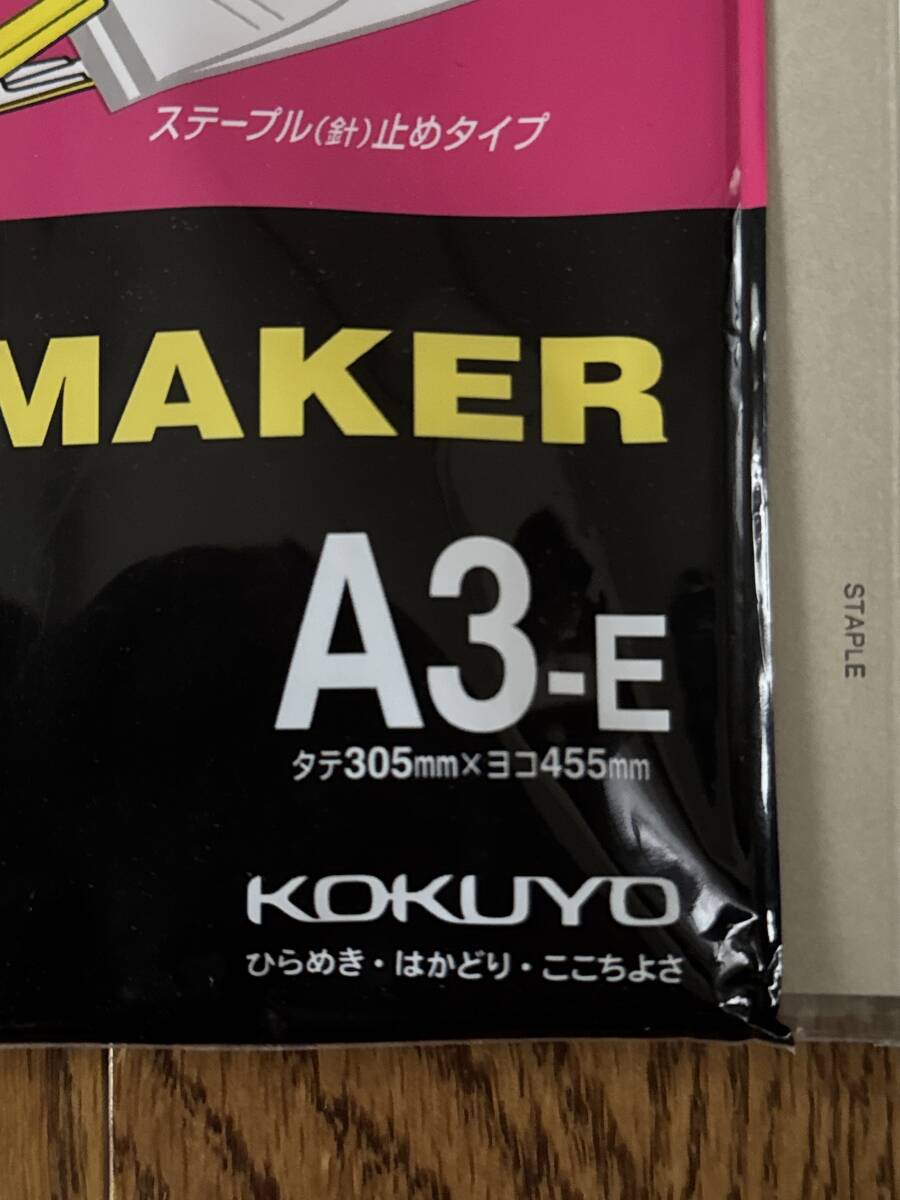 ステープル(針)止めタイプ
MAKER
A3-E
タテ305mm×ヨコ455mm
KOKUYO
ひらめき・はかどり・ここちよさ
STAPLE